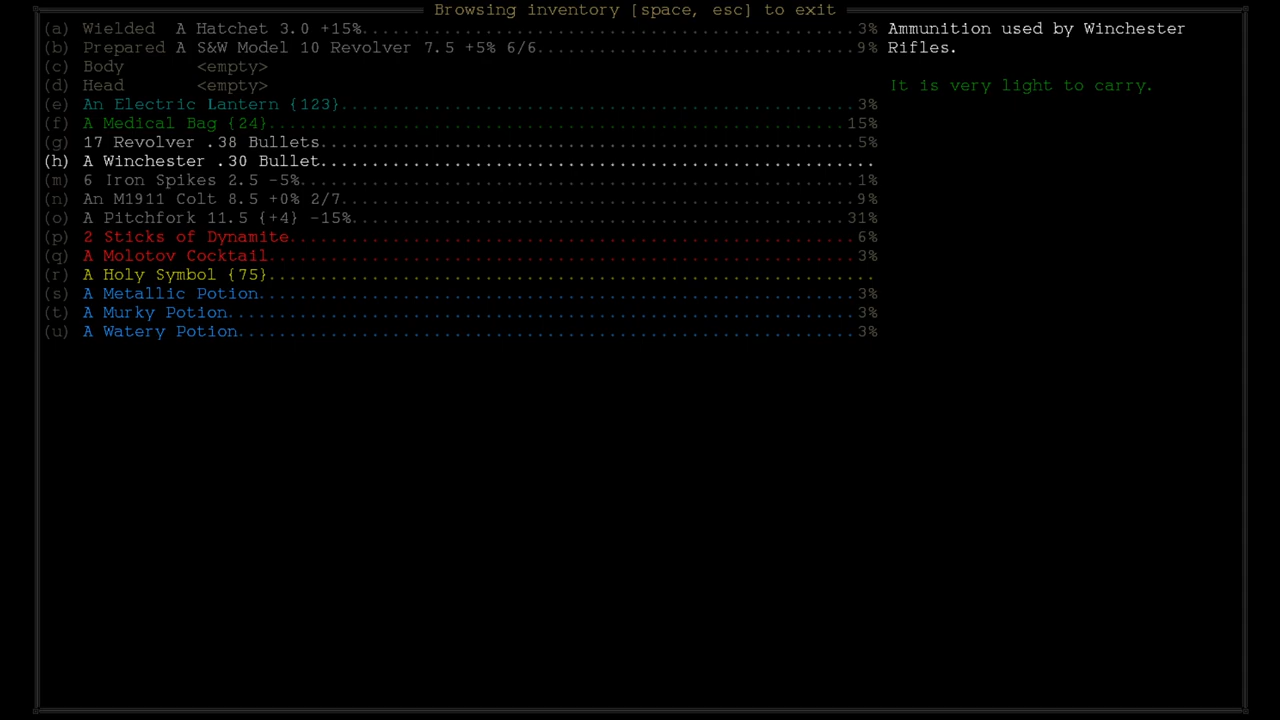 Browsing inventory [space, esc] to exit
(a) Wielded A Hatchet 3.0 +15%..................................................3%
(b) Prepared A S&W Model 10 Revolver 7.5 +5% 6/6...............................9%
(c) Body <empty>
(d) Head <empty>
(e) An Electric Lantern {123}..................................................3%
(f) A Medical Bag {24}........................................................15%
(g) 17 Revolver .38 Bullets....................................................5%
(h) A Winchester .30 Bullet......................................................
(m) 6 Iron Spikes 2.5 -5%......................................................1%
(n) An M1911 Colt 8.5 +0% 2/7..................................................9%
(o) A Pitchfork 11.5 {+4} -15%................................................31%
(p) 2 Sticks of Dynamite.......................................................6%
(q) A Molotov Cocktail.........................................................3%
(r) A Holy Symbol {75}...........................................................
(s) A Metallic Potion..........................................................3%
(t) A Murky Potion.............................................................3%
(u) A Watery Potion............................................................3%
Ammunition used by Winchester
Rifles.
It is very light to carry.